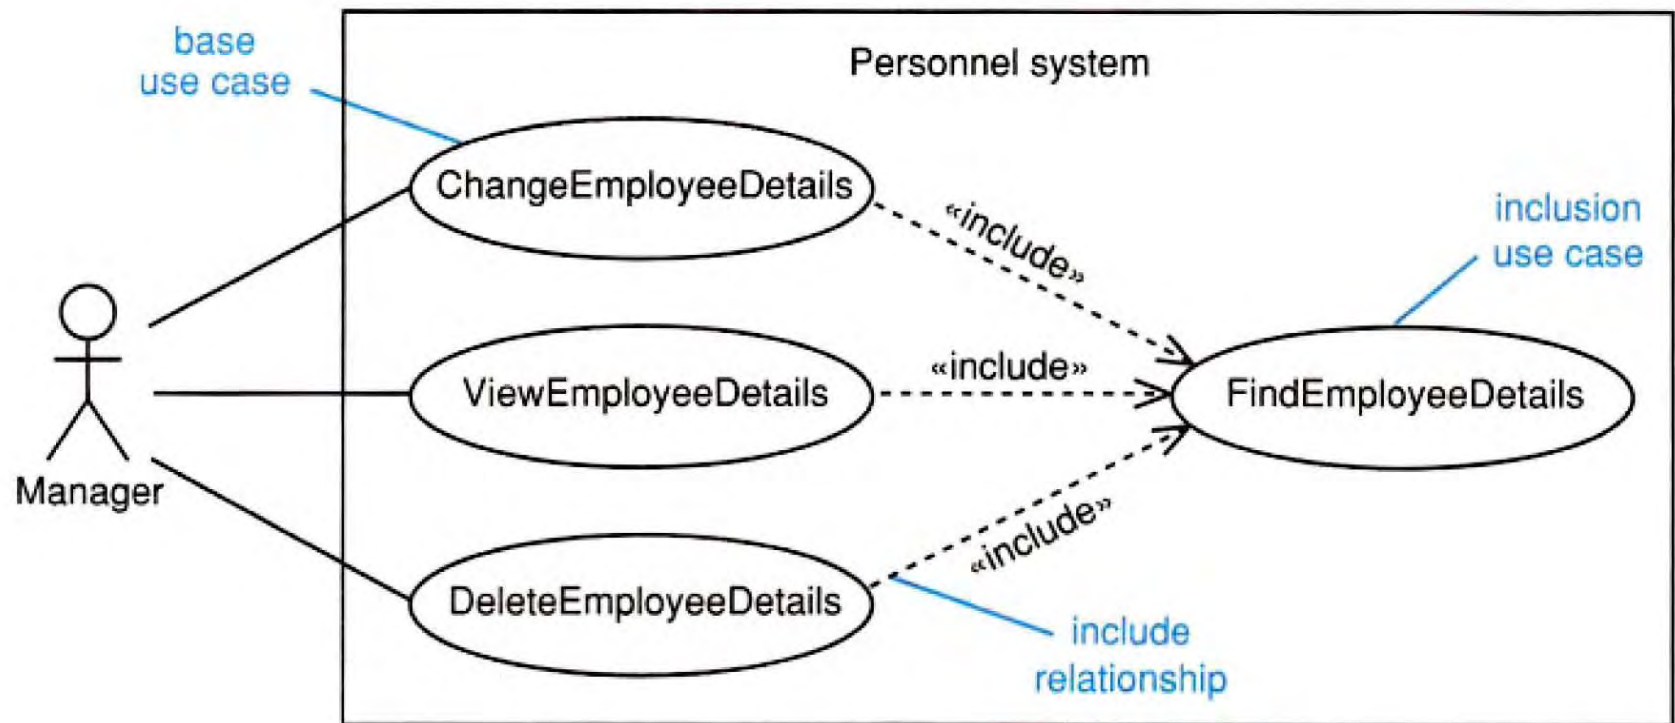 base
use case
Personnel system
ChangeEmployeeDetails
«include»
inclusion
use case
«include»
ViewEmployeeDetails
FindEmployeeDetails
Manager
«include»
DeleteEmployeeDetails
include
relationship